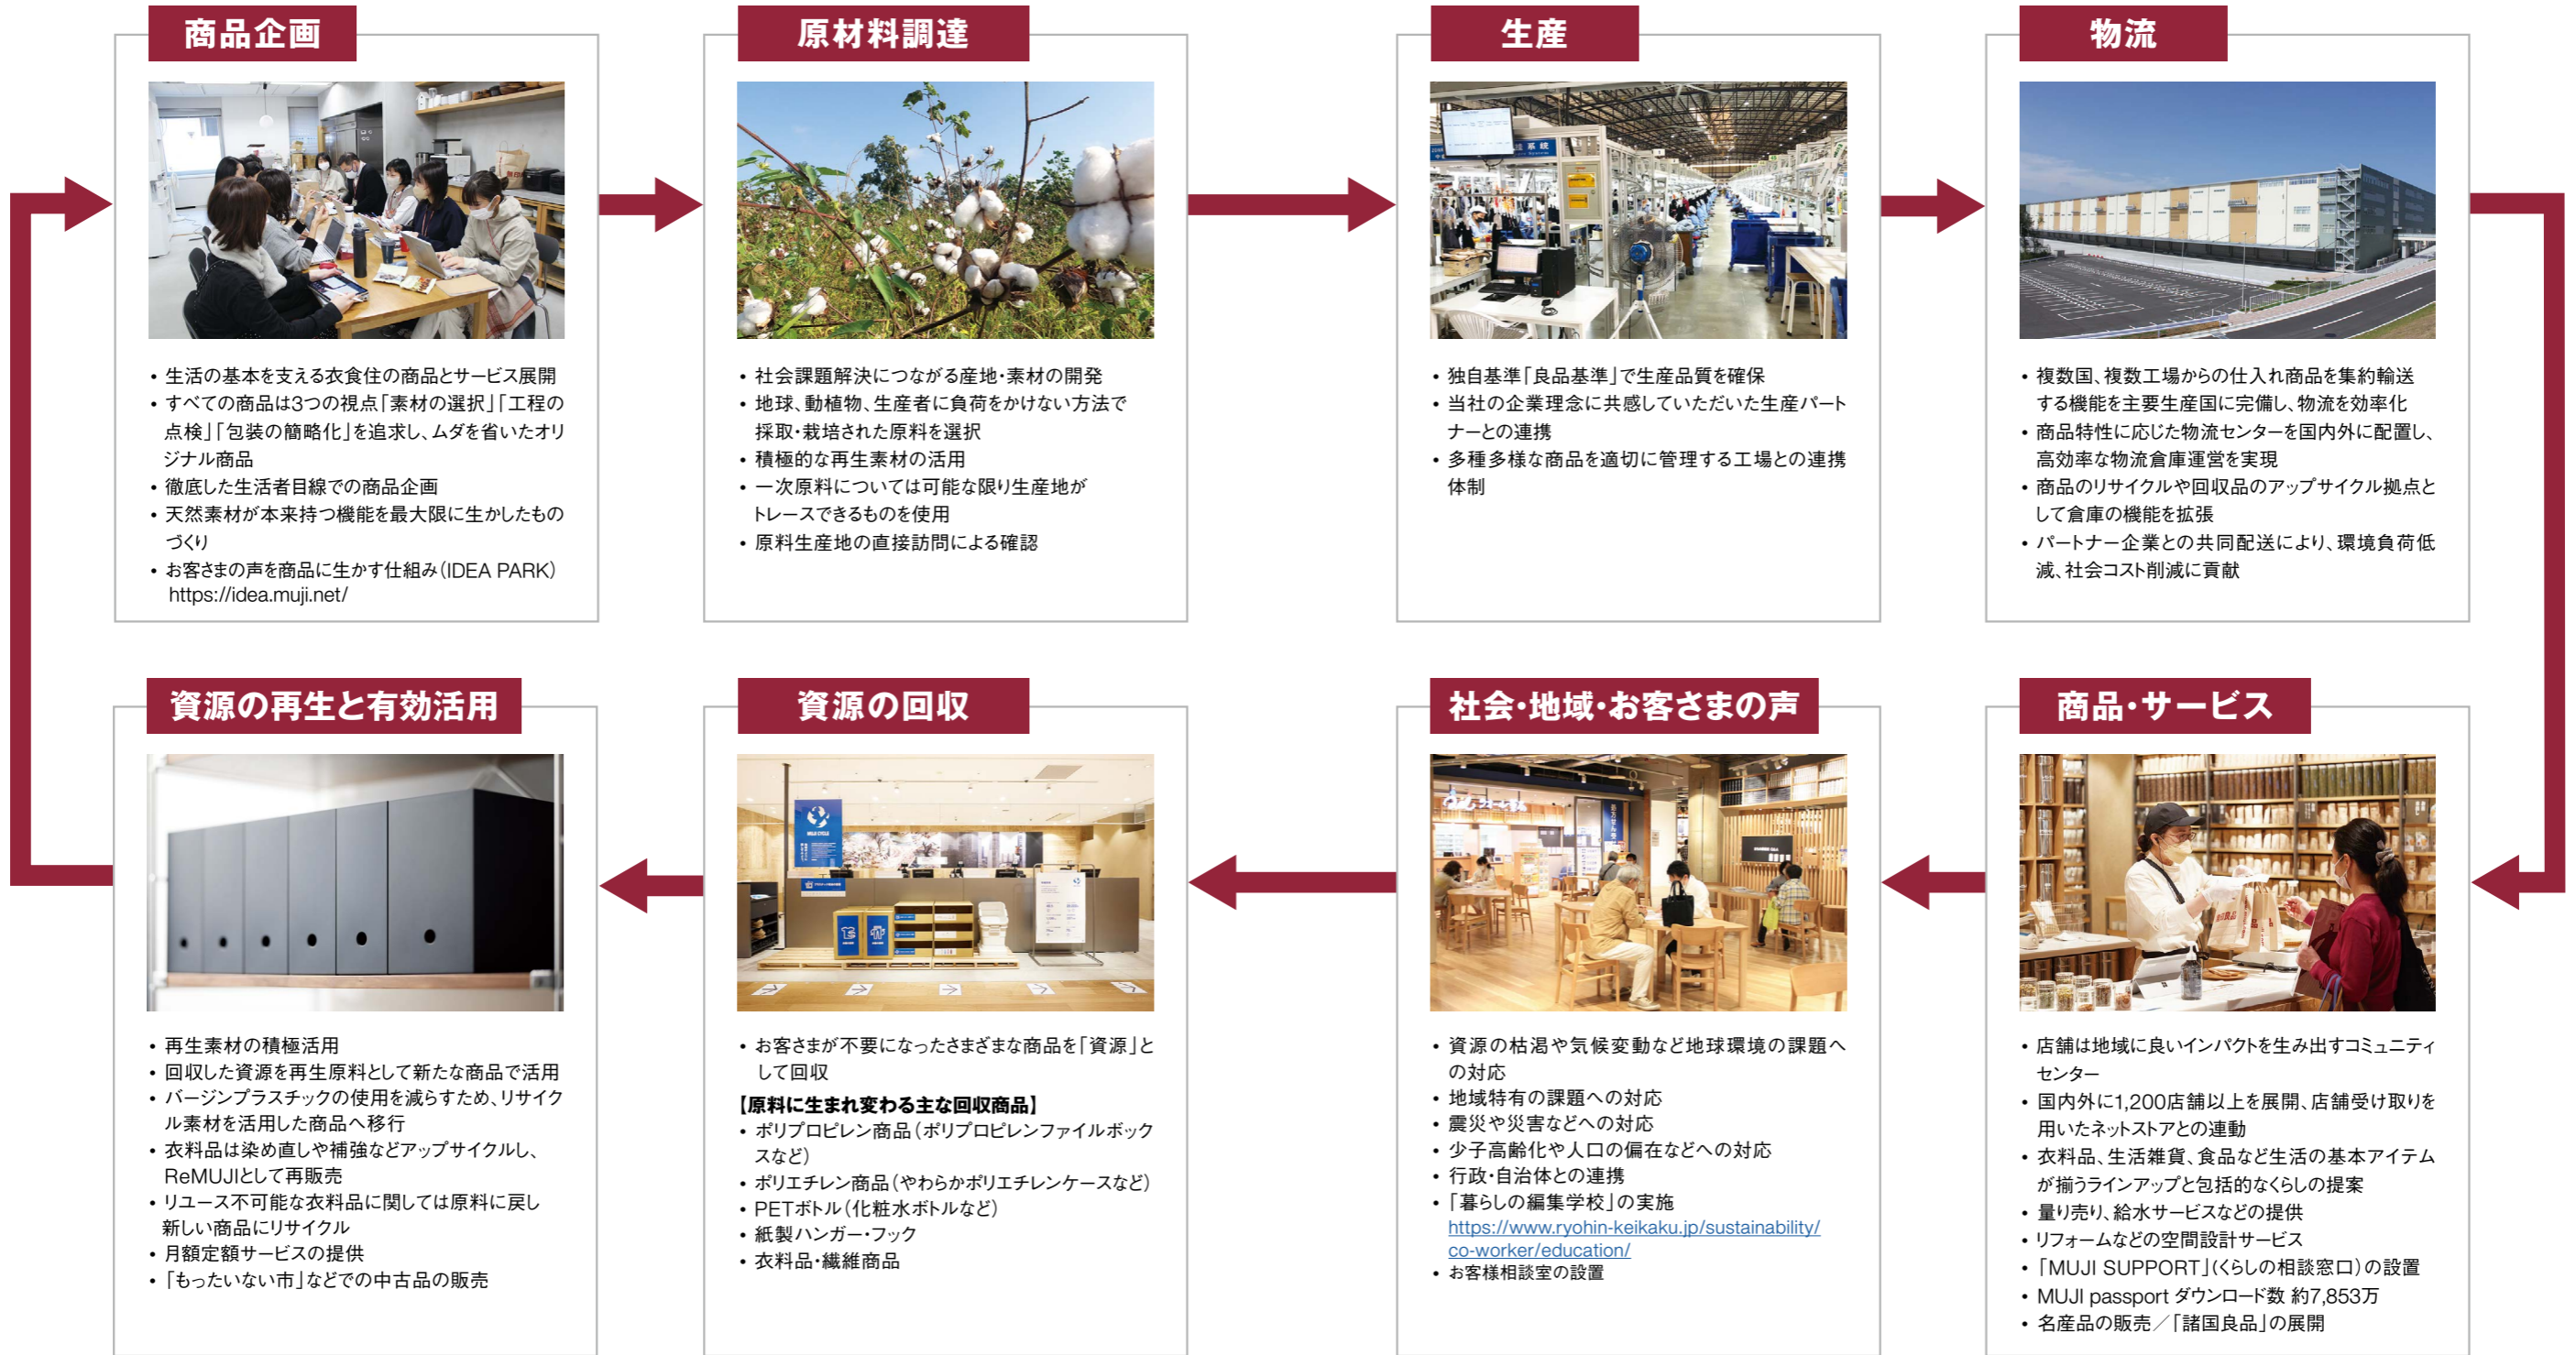 商品企画
・生活の基本を支える衣食住の商品とサービス展開
・すべての商品は3つの視点「素材の選択」「工程の
点検」「包装の簡略化」を追求し、ムダを省いたオリ
ジナル商品
・徹底した生活者目線での商品企画
・天然素材が本来持つ機能を最大限に生かしたもの
づくり
・お客さまの声を商品に生かす仕組み(IDEA PARK)
https://idea.muji.net/
原材料調達
・社会課題解決につながる産地・素材の開発
・地球、動植物、生産者に負荷をかけない方法で
採取・栽培された原料を選択
・積極的な再生素材の活用
・一次原料については可能な限り生産地が
トレースできるものを使用
・原料生産地の直接訪問による確認
生産
・独自基準「良品基準」で生産品質を確保
・当社の企業理念に共感していただいた生産パート
ナーとの連携
・多種多様な商品を適切に管理する工場との連携
体制
物流
・複数国、複数工場からの仕入れ商品を集約輸送
する機能を主要生産国に完備し、物流を効率化
・商品特性に応じた物流センターを国内外に配置し、
高効率な物流倉庫運営を実現
・商品のリサイクルや回収品のアップサイクル拠点と
して倉庫の機能を拡張
・パートナー企業との共同配送により、環境負荷低
減、社会コスト削減に貢献
商品・サービス
・店舗は地域に良いインパクトを生み出すコミュニティ
センター
・国内外に1,200店舗以上を展開、店舗受け取りを
用いたネットストアとの連動
・衣料品、生活雑貨、食品など生活の基本アイテム
が揃うラインアップと包括的なくらしの提案
・量り売り、給水サービスなどの提供
・リフォームなどの空間設計サービス
・「MUJI SUPPORT」(くらしの相談窓口)の設置
・MUJI passport ダウンロード数 約7,853万
・名産品の販売/「諸国良品」の展開
社会・地域・お客さまの声
・資源の枯渇や気候変動など地球環境の課題へ
の対応
・地域特有の課題への対応
・震災や災害などへの対応
・少子高齢化や人口の偏在などへの対応
・行政・自治体との連携
・「暮らしの編集学校」の実施
https://www.ryohin-keikaku.jp/sustainability/
co-worker/education/
・お客様相談室の設置
資源の回収
MUJI CYCLE
・お客さまが不要になったさまざまな商品を「資源」と
して回収
【原料に生まれ変わる主な回収商品】
・ポリプロピレン商品(ポリプロピレンファイルボック
スなど)
・ポリエチレン商品(やわらかポリエチレンケースなど)
・PETボトル(化粧水ボトルなど)
・紙製ハンガー・フック
・衣料品・繊維商品
資源の再生と有効活用
・再生素材の積極活用
・回収した資源を再生原料として新たな商品で活用
・バージンプラスチックの使用を減らすため、リサイク
ル素材を活用した商品へ移行
・衣料品は染め直しや補強などアップサイクルし、
ReMUJIとして再販売
・リユース不可能な衣料品に関しては原料に戻し
新しい商品にリサイクル
・月額定額サービスの提供
・「もったいない市」などでの中古品の販売